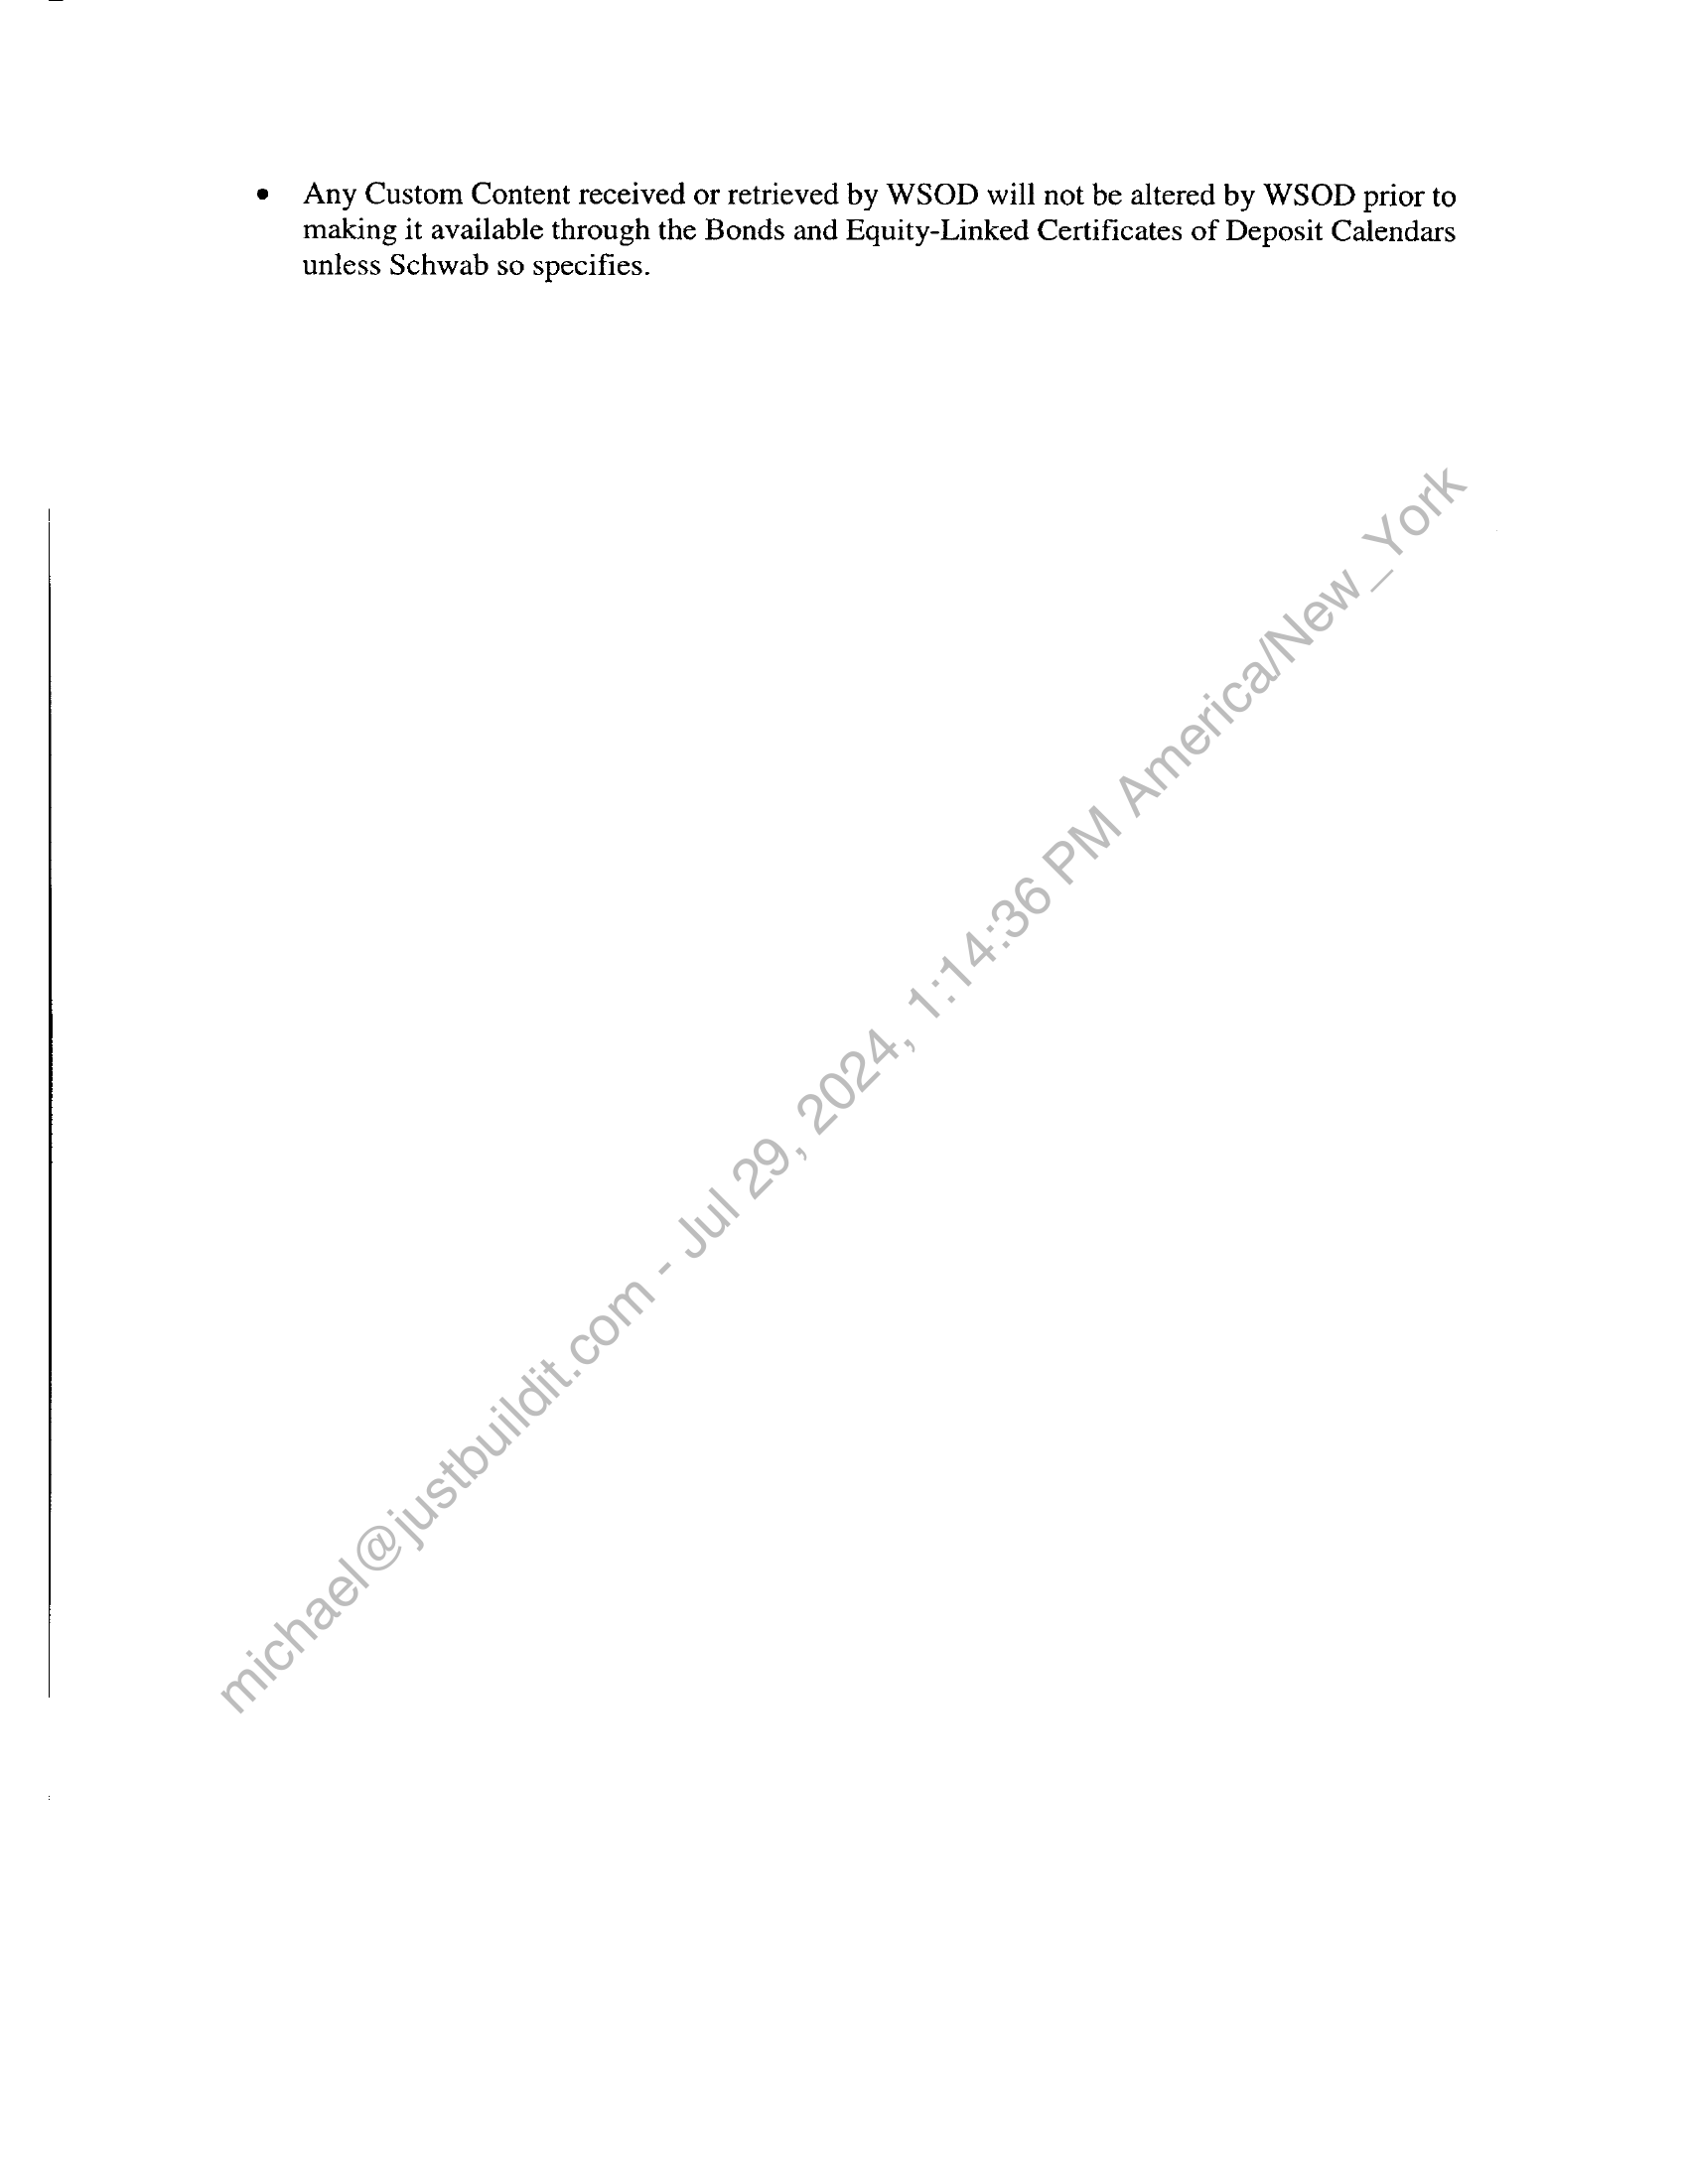 • Any Custom Content received or retrieved by WSOD will not be altered by WSOD prior to
making it available through the Bonds and Equity-Linked Certificates of Deposit Calendars
unless Schwab so specifies.
michael@justbuildit.com - Jul 29, 2024, 1:14:36 PM America/New_York